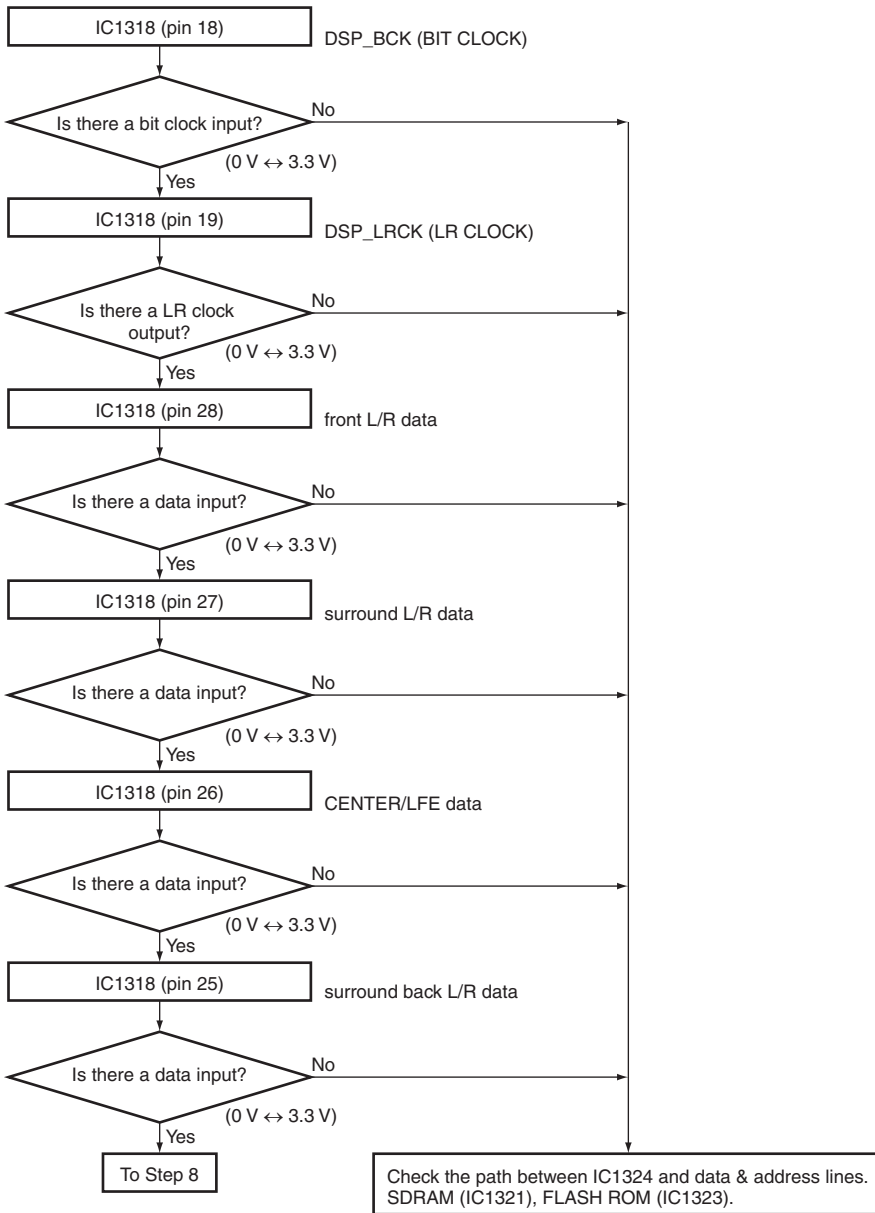 IC1318 (pin 18)
DSP_BCK (BIT CLOCK)
Is there a bit clock input?
No
(0 V ↔ 3.3 V)
Yes
IC1318 (pin 19)
DSP_LRCK (LR CLOCK)
Is there a LR clock
output?
No
(0 V ↔ 3.3 V)
Yes
IC1318 (pin 28)
front L/R data
Is there a data input?
No
(0 V ↔ 3.3 V)
Yes
IC1318 (pin 27)
surround L/R data
Is there a data input?
No
(0 V ↔ 3.3 V)
Yes
IC1318 (pin 26)
CENTER/LFE data
Is there a data input?
No
(0 V ↔ 3.3 V)
Yes
IC1318 (pin 25)
surround back L/R data
Is there a data input?
No
(0 V ↔ 3.3 V)
Yes
To Step 8
Check the path between IC1324 and data & address lines.
SDRAM (IC1321), FLASH ROM (IC1323).